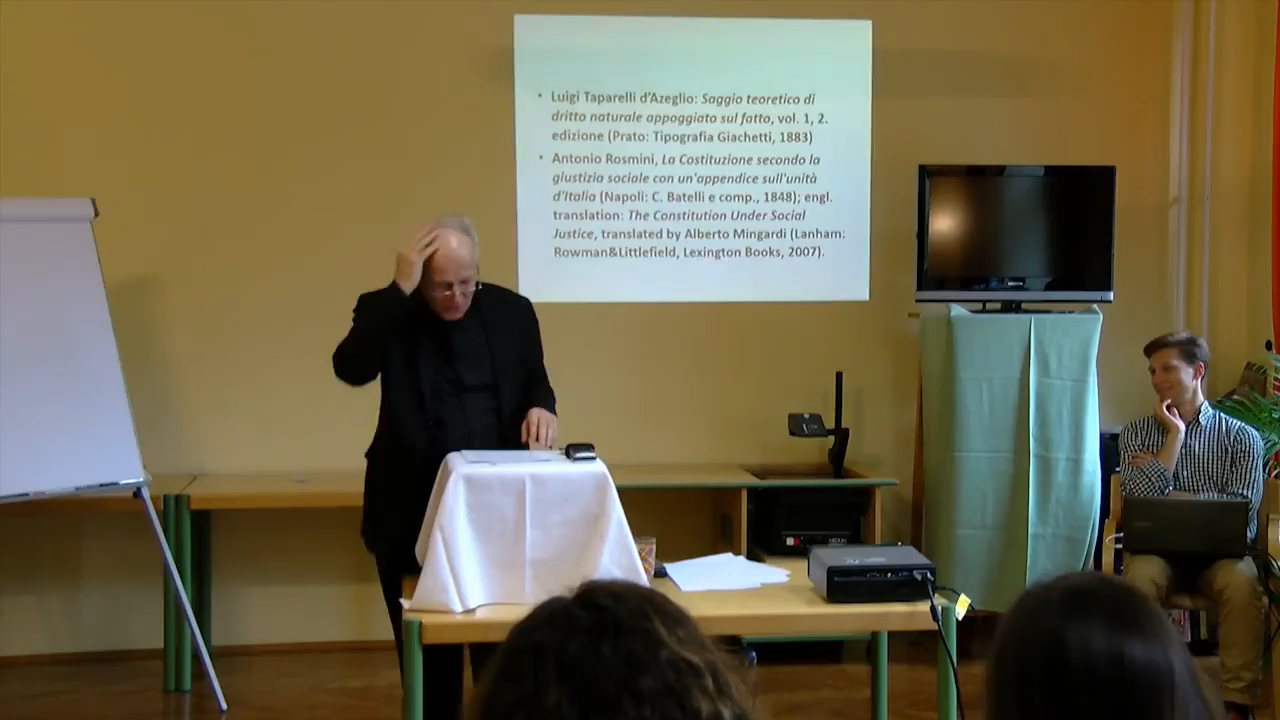 • Luigi Taparelli d'Azeglio: Saggio teoretico di
dritto naturale appoggiato sul fatto, vol. 1, 2.
edizione (Prato: Tipografia Giachetti, 1883)
• Antonio Rosmini, La Costituzione secondo la
giustizia sociale con un'appendice sull'unità
d'Italia (Napoli: C. Batelli e comp., 1848); engl.
translation: The Constitution Under Social
Justice, translated by Alberto Mingardi (Lanham:
Rowman&Littlefield, Lexington Books, 2007).